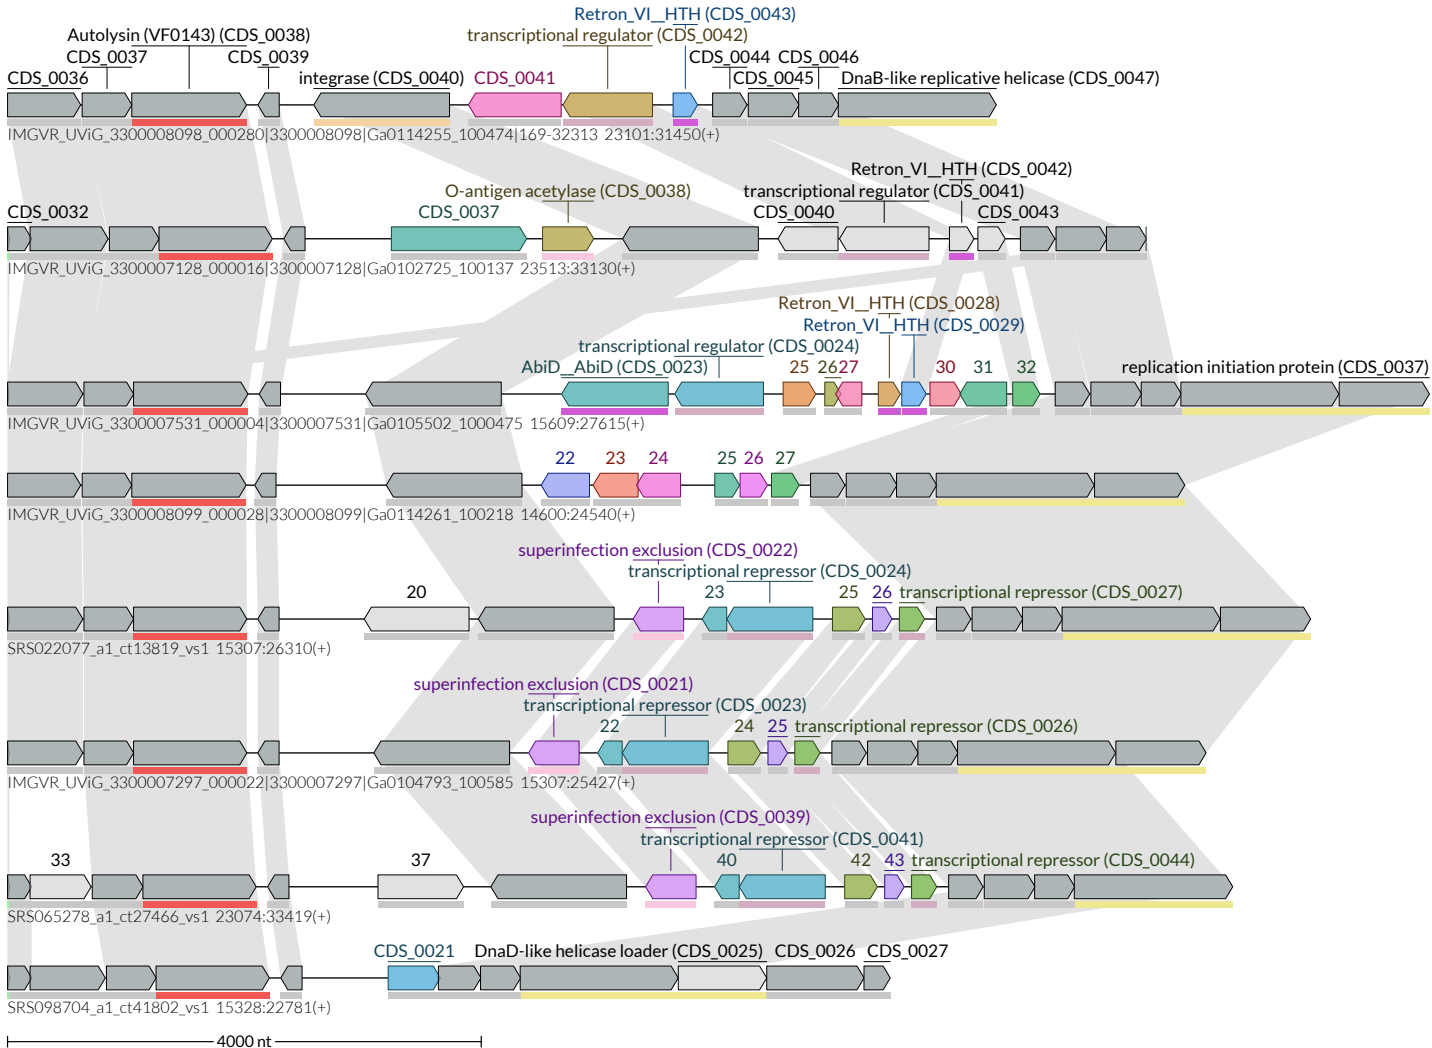 Retron_VI__HTH (CDS_0043)
Autolysin (VF0143) (CDS_0038) transcriptional regulator (CDS_0042)
CDS_0037 CDS_0039 CDS_0044 CDS_0046
CDS_0036 integrase (CDS_0040) CDS_0041 CDS_0045 DnaB-like replicative helicase (CDS_0047)
IMGVR_UViG_3300008098_000280|3300008098|Ga0114255_100474|169-32313 23101:31450(+)
Retron_VI__HTH (CDS_0042)
O-antigen acetylase (CDS_0038) transcriptional regulator (CDS_0041)
CDS_0032 CDS_0037 CDS_0040 CDS_0043
IMGVR_UViG_3300007128_000016|3300007128|Ga0102725_100137 23513:33130(+)
Retron_VI__HTH (CDS_0028)
Retron_VI__HTH (CDS_0029)
transcriptional regulator (CDS_0024)
AbiD__AbiD (CDS_0023) 25 26 27 30 31 32 replication initiation protein (CDS_0037)
IMGVR_UViG_3300007531_000004|3300007531|Ga0105502_1000475 15609:27615(+)
22 23 24 25 26 27
IMGVR_UViG_3300008099_000028|3300008099|Ga0114261_100218 14600:24540(+)
superinfection exclusion (CDS_0022)
transcriptional repressor (CDS_0024)
20 23 25 26 transcriptional repressor (CDS_0027)
SRS022077_a1_ct13819_vs1 15307:26310(+)
superinfection exclusion (CDS_0021)
transcriptional repressor (CDS_0023)
22 24 25 transcriptional repressor (CDS_0026)
IMGVR_UViG_3300007297_000022|3300007297|Ga0104793_100585 15307:25427(+)
superinfection exclusion (CDS_0039)
transcriptional repressor (CDS_0041)
33 37 40 42 43 transcriptional repressor (CDS_0044)
SRS065278_a1_ct27466_vs1 23074:33419(+)
CDS_0021 DnaD-like helicase loader (CDS_0025) CDS_0026 CDS_0027
SRS098704_a1_ct41802_vs1 15328:22781(+)
4000 nt